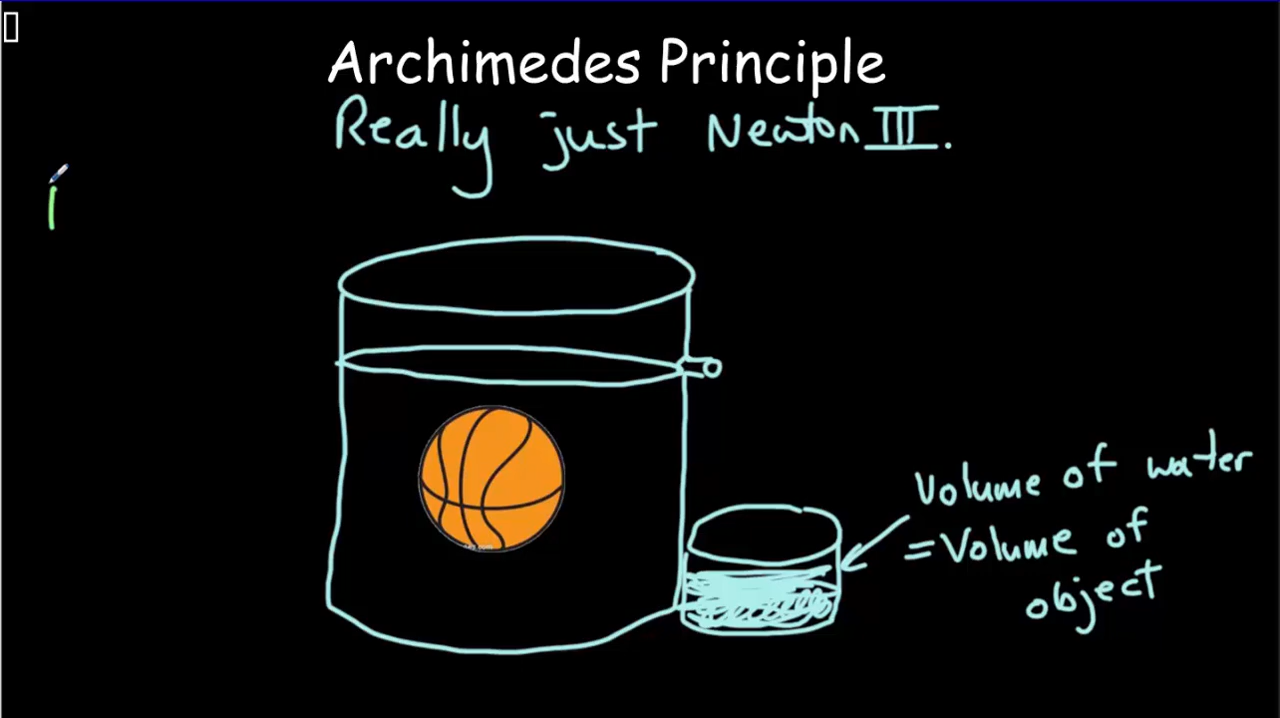 Archimedes Principle
Really just Newton III.
Volume of water
= Volume of
object